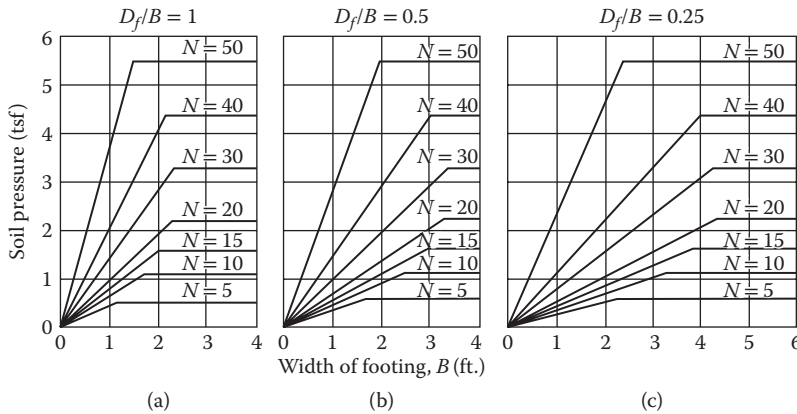 D_f/B = 1
D_f/B = 0.5
D_f/B = 0.25
Soil pressure (tsf)
6
5
4
3
2
1
0
N = 50
N = 40
N = 30
N = 20
N = 15
N = 10
N = 5
0 1 2 3 4
N = 50
N = 40
N = 30
N = 20
N = 15
N = 10
N = 5
0 1 2 3 4
N = 50
N = 40
N = 30
N = 20
N = 15
N = 10
N = 5
0 1 2 3 4 5 6
Width of footing, B (ft.)
(a)
(b)
(c)